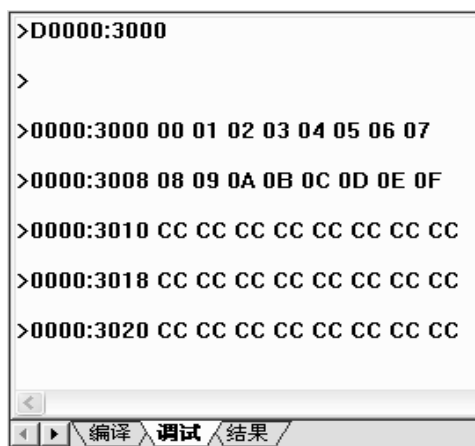 >D0000:3000
>
>0000:3000 00 01 02 03 04 05 06 07
>0000:3008 08 09 0A 0B 0C 0D 0E 0F
>0000:3010 CC CC CC CC CC CC CC CC
>0000:3018 CC CC CC CC CC CC CC CC
>0000:3020 CC CC CC CC CC CC CC CC
编译 调试 结果